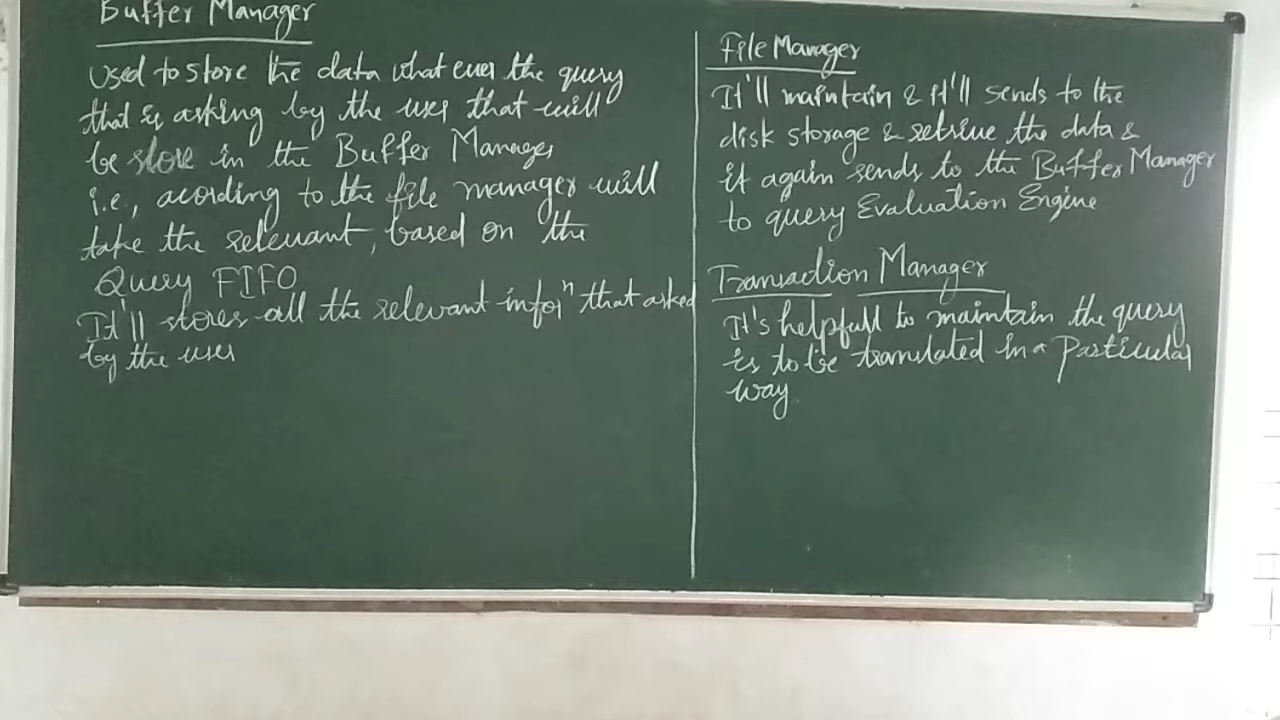 Buffer Manager
Used to store the data what ever the query
that is asking by the user that will
be store in the Buffer Manager
i.e., acording to the file manager will
take the relevant, based on the
Query FIFO
It'll stores all the relevant inforⁿ that asked
by the user
File Manager
It'll maintain & it'll sends to the
disk storage & retrive the data &
it again sends to the Buffer Manager
to query Evaluation Engine
Transaction Manager
It's helpfull to maintain the query
is to be translated in a particular
way.